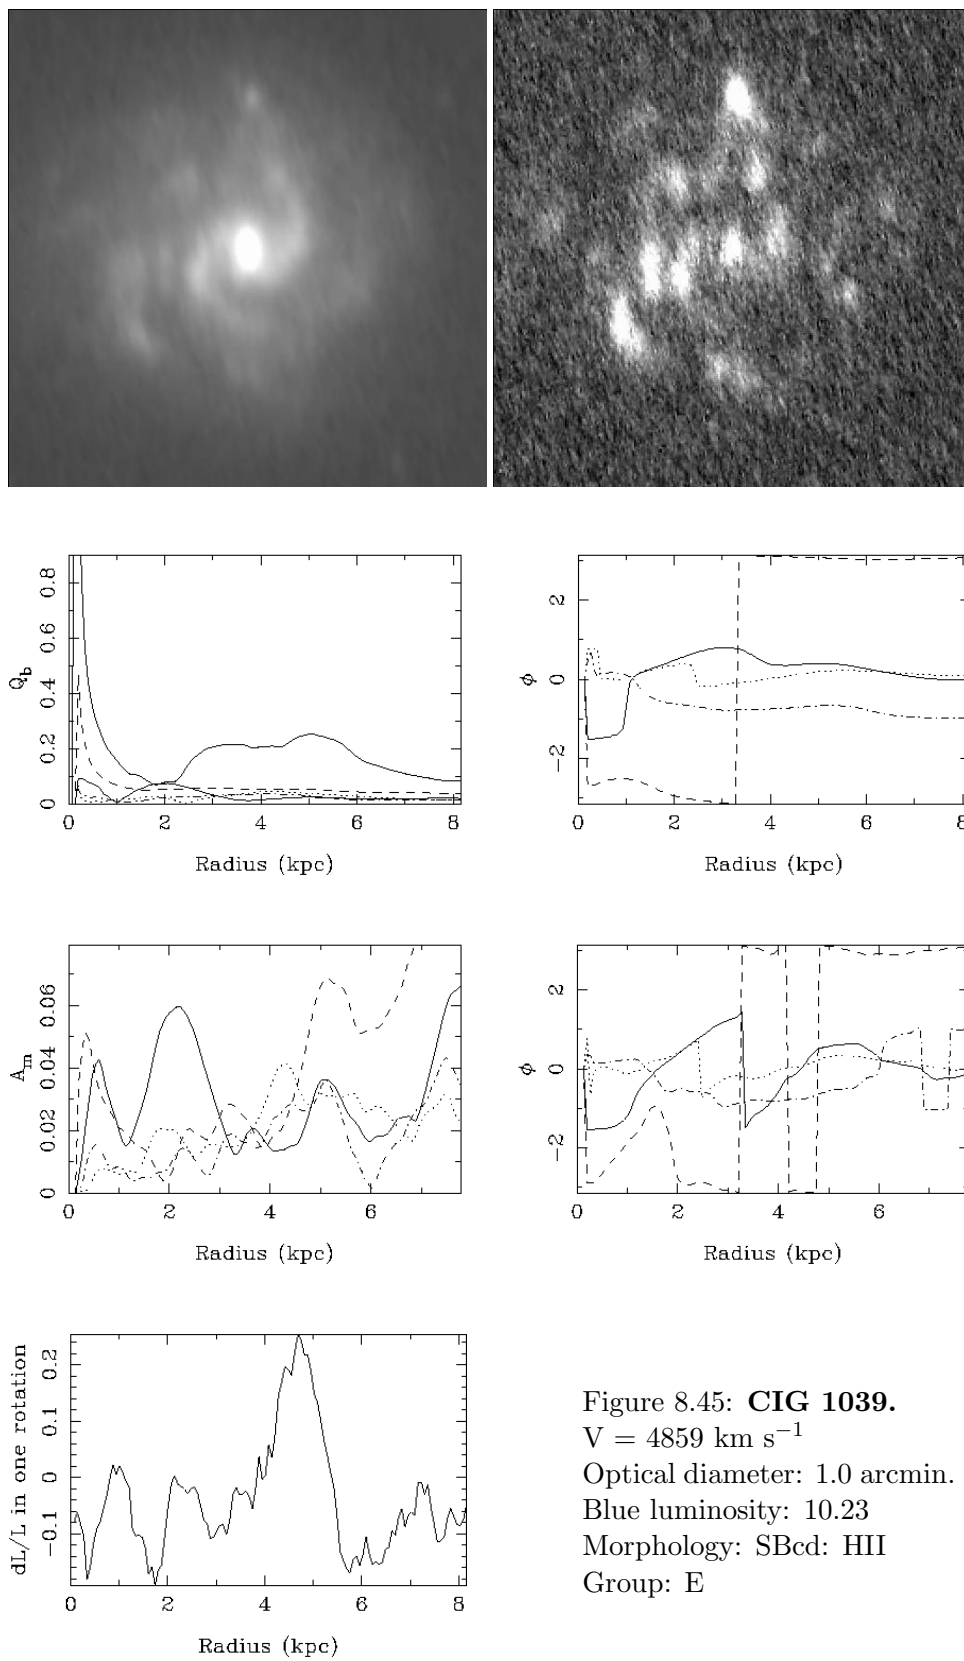 0.8
0.6
0.4
0.2
0
Q_b
0 2 4 6 8
Radius (kpc)
2
0
−2
ϕ
0 2 4 6 8
Radius (kpc)
0.06
0.04
0.02
0
A_m
0 2 4 6
Radius (kpc)
2
0
−2
ϕ
0 2 4 6
Radius (kpc)
0.2
0.1
0
−0.1
dL/L in one rotation
0 2 4 6 8
Radius (kpc)
Figure 8.45: CIG 1039.
V = 4859 km s⁻¹
Optical diameter: 1.0 arcmin.
Blue luminosity: 10.23
Morphology: SBcd: HII
Group: E